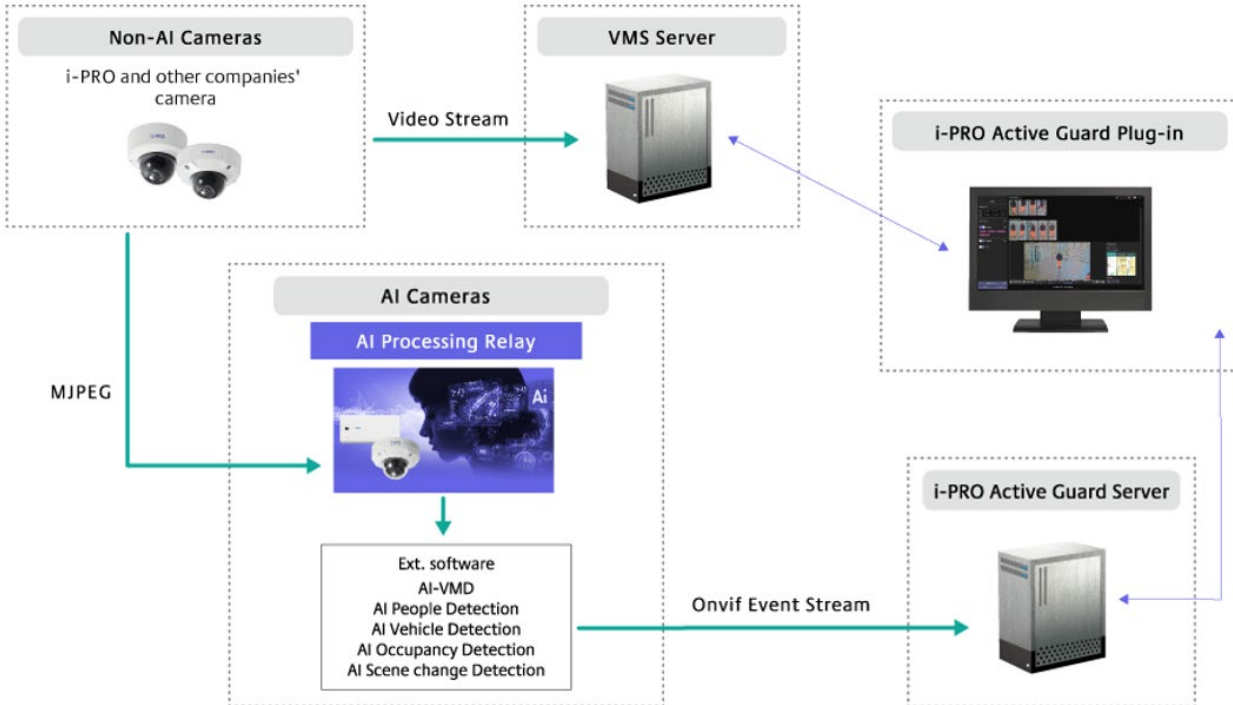 Non-AI Cameras
i-PRO and other companies'
camera
Video Stream
VMS Server
i-PRO Active Guard Plug-in
MJPEG
AI Cameras
AI Processing Relay
Ai
Ext. software
AI-VMD
AI People Detection
AI Vehicle Detection
AI Occupancy Detection
AI Scene change Detection
Onvif Event Stream
i-PRO Active Guard Server